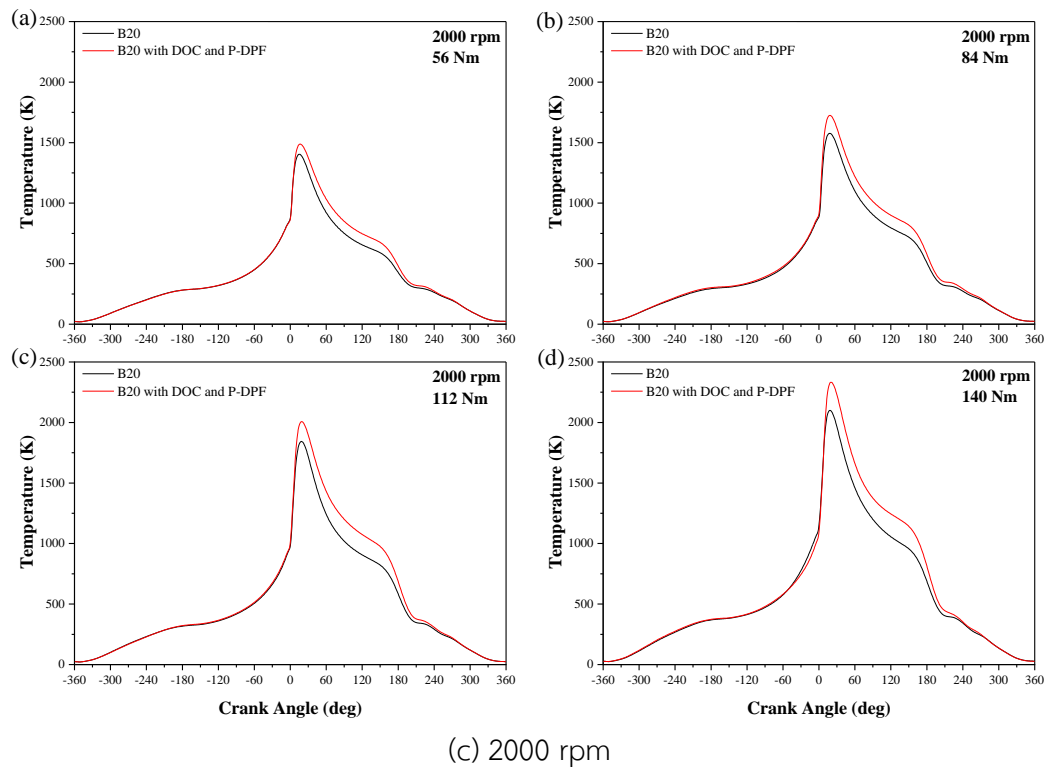 (a)
B20
B20 with DOC and P-DPF
2000 rpm
56 Nm
2500
2000
1500
1000
500
0
Temperature (K)
-360 -300 -240 -180 -120 -60 0 60 120 180 240 300 360
(b)
B20
B20 with DOC and P-DPF
2000 rpm
84 Nm
2500
2000
1500
1000
500
0
Temperature (K)
-360 -300 -240 -180 -120 -60 0 60 120 180 240 300 360
(c)
B20
B20 with DOC and P-DPF
2000 rpm
112 Nm
2500
2000
1500
1000
500
0
Temperature (K)
-360 -300 -240 -180 -120 -60 0 60 120 180 240 300 360
Crank Angle (deg)
(d)
B20
B20 with DOC and P-DPF
2000 rpm
140 Nm
2500
2000
1500
1000
500
0
Temperature (K)
-360 -300 -240 -180 -120 -60 0 60 120 180 240 300 360
Crank Angle (deg)
(c) 2000 rpm